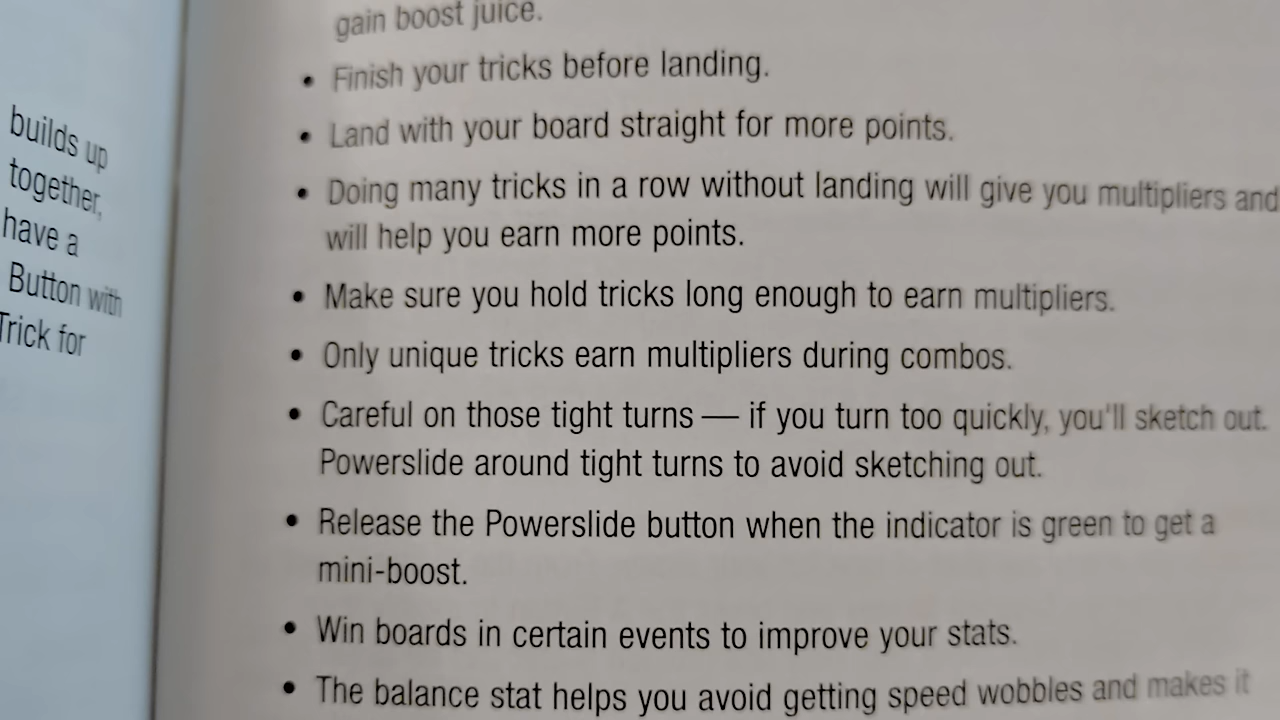 builds up
together,
have a
Button with
Trick for
gain boost juice.
• Finish your tricks before landing.
• Land with your board straight for more points.
• Doing many tricks in a row without landing will give you multipliers and
will help you earn more points.
• Make sure you hold tricks long enough to earn multipliers.
• Only unique tricks earn multipliers during combos.
• Careful on those tight turns — if you turn too quickly, you'll sketch out.
Powerslide around tight turns to avoid sketching out.
• Release the Powerslide button when the indicator is green to get a
mini-boost.
• Win boards in certain events to improve your stats.
• The balance stat helps you avoid getting speed wobbles and makes it